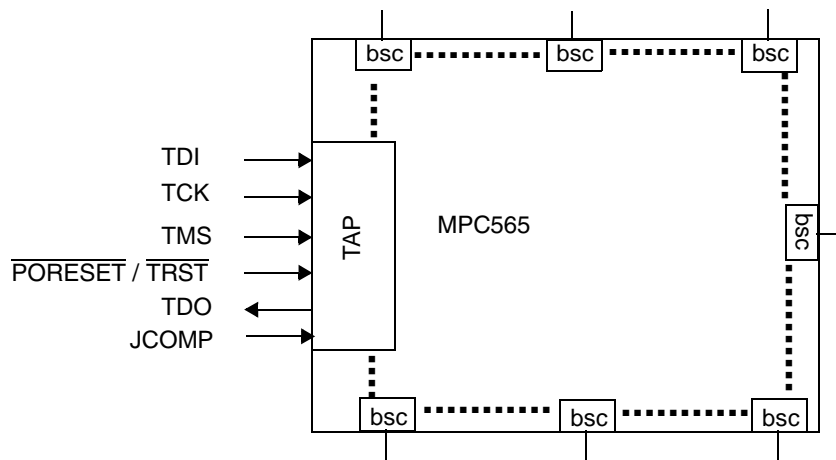 bsc bsc bsc
TDI
TCK
TMS
PORESET / TRST
TDO
JCOMP
TAP
MPC565
bsc
bsc bsc bsc